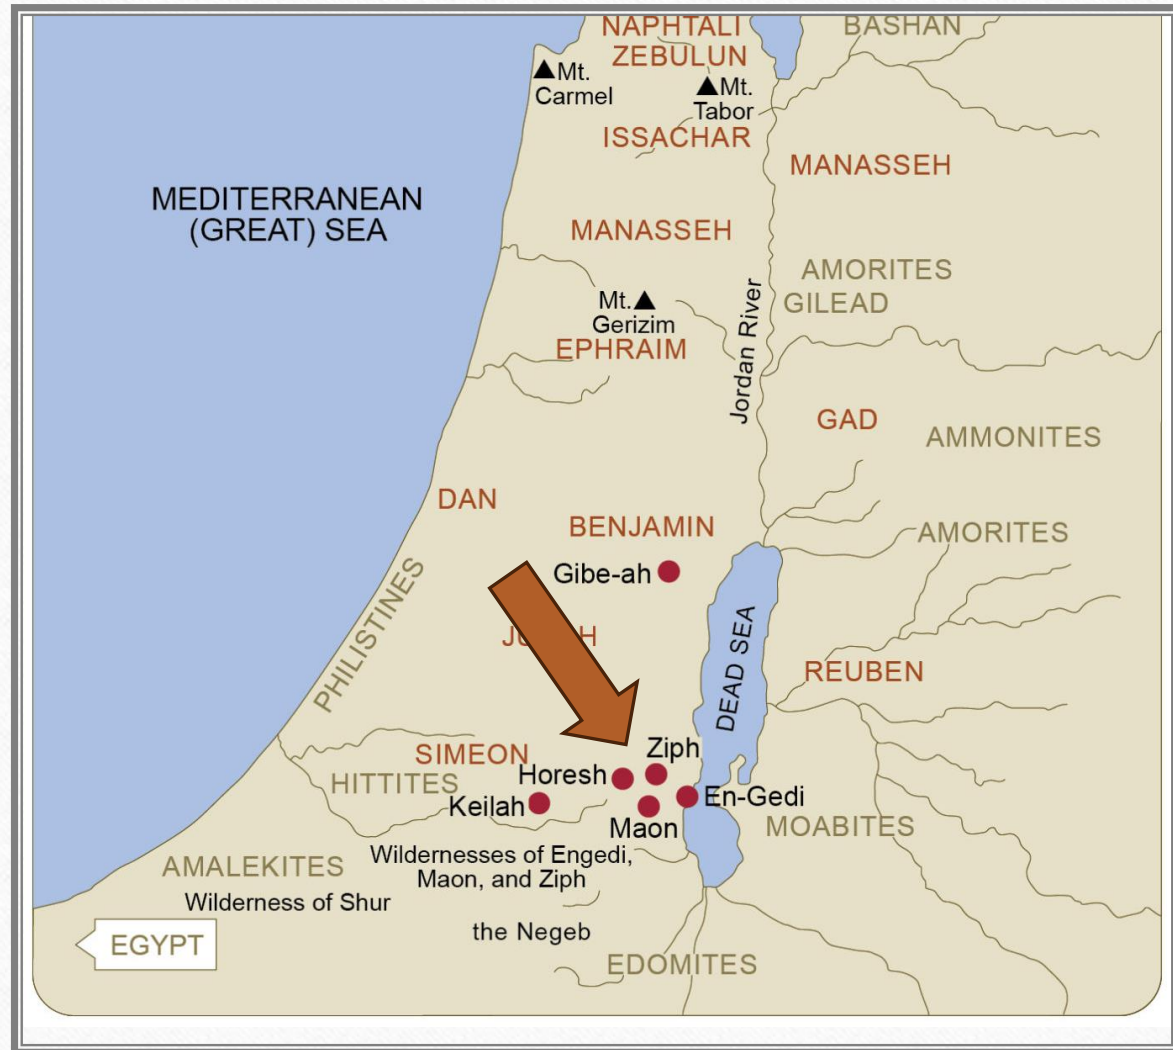 NAPHTALI
BASHAN
ZEBULUN
Mt.
Carmel
Mt.
Tabor
ISSACHAR
MANASSEH
MEDITERRANEAN
(GREAT) SEA
MANASSEH
AMORITES
GILEAD
Mt.
Gerizim
EPHRAIM
Jordan River
GAD
AMMONITES
DAN
BENJAMIN
AMORITES
Gibe-ah
PHILISTINES
DEAD SEA
REUBEN
SIMEON
Ziph
HITTITES
Horesh
En-Gedi
Keilah
Maon
MOABITES
Wildernesses of Engedi,
Maon, and Ziph
AMALEKITES
Wilderness of Shur
the Negeb
EGYPT
EDOMITES